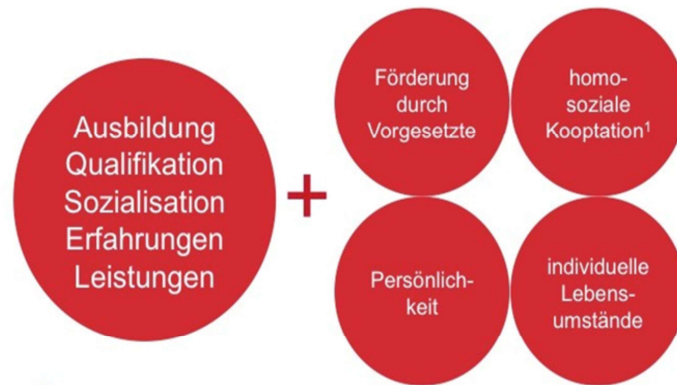 Ausbildung
Qualifikation
Sozialisation
Erfahrungen
Leistungen
+
Förderung
durch
Vorgesetzte
homo-
soziale
Kooptation¹
Persönlich-
keit
individuelle
Lebens-
umstände